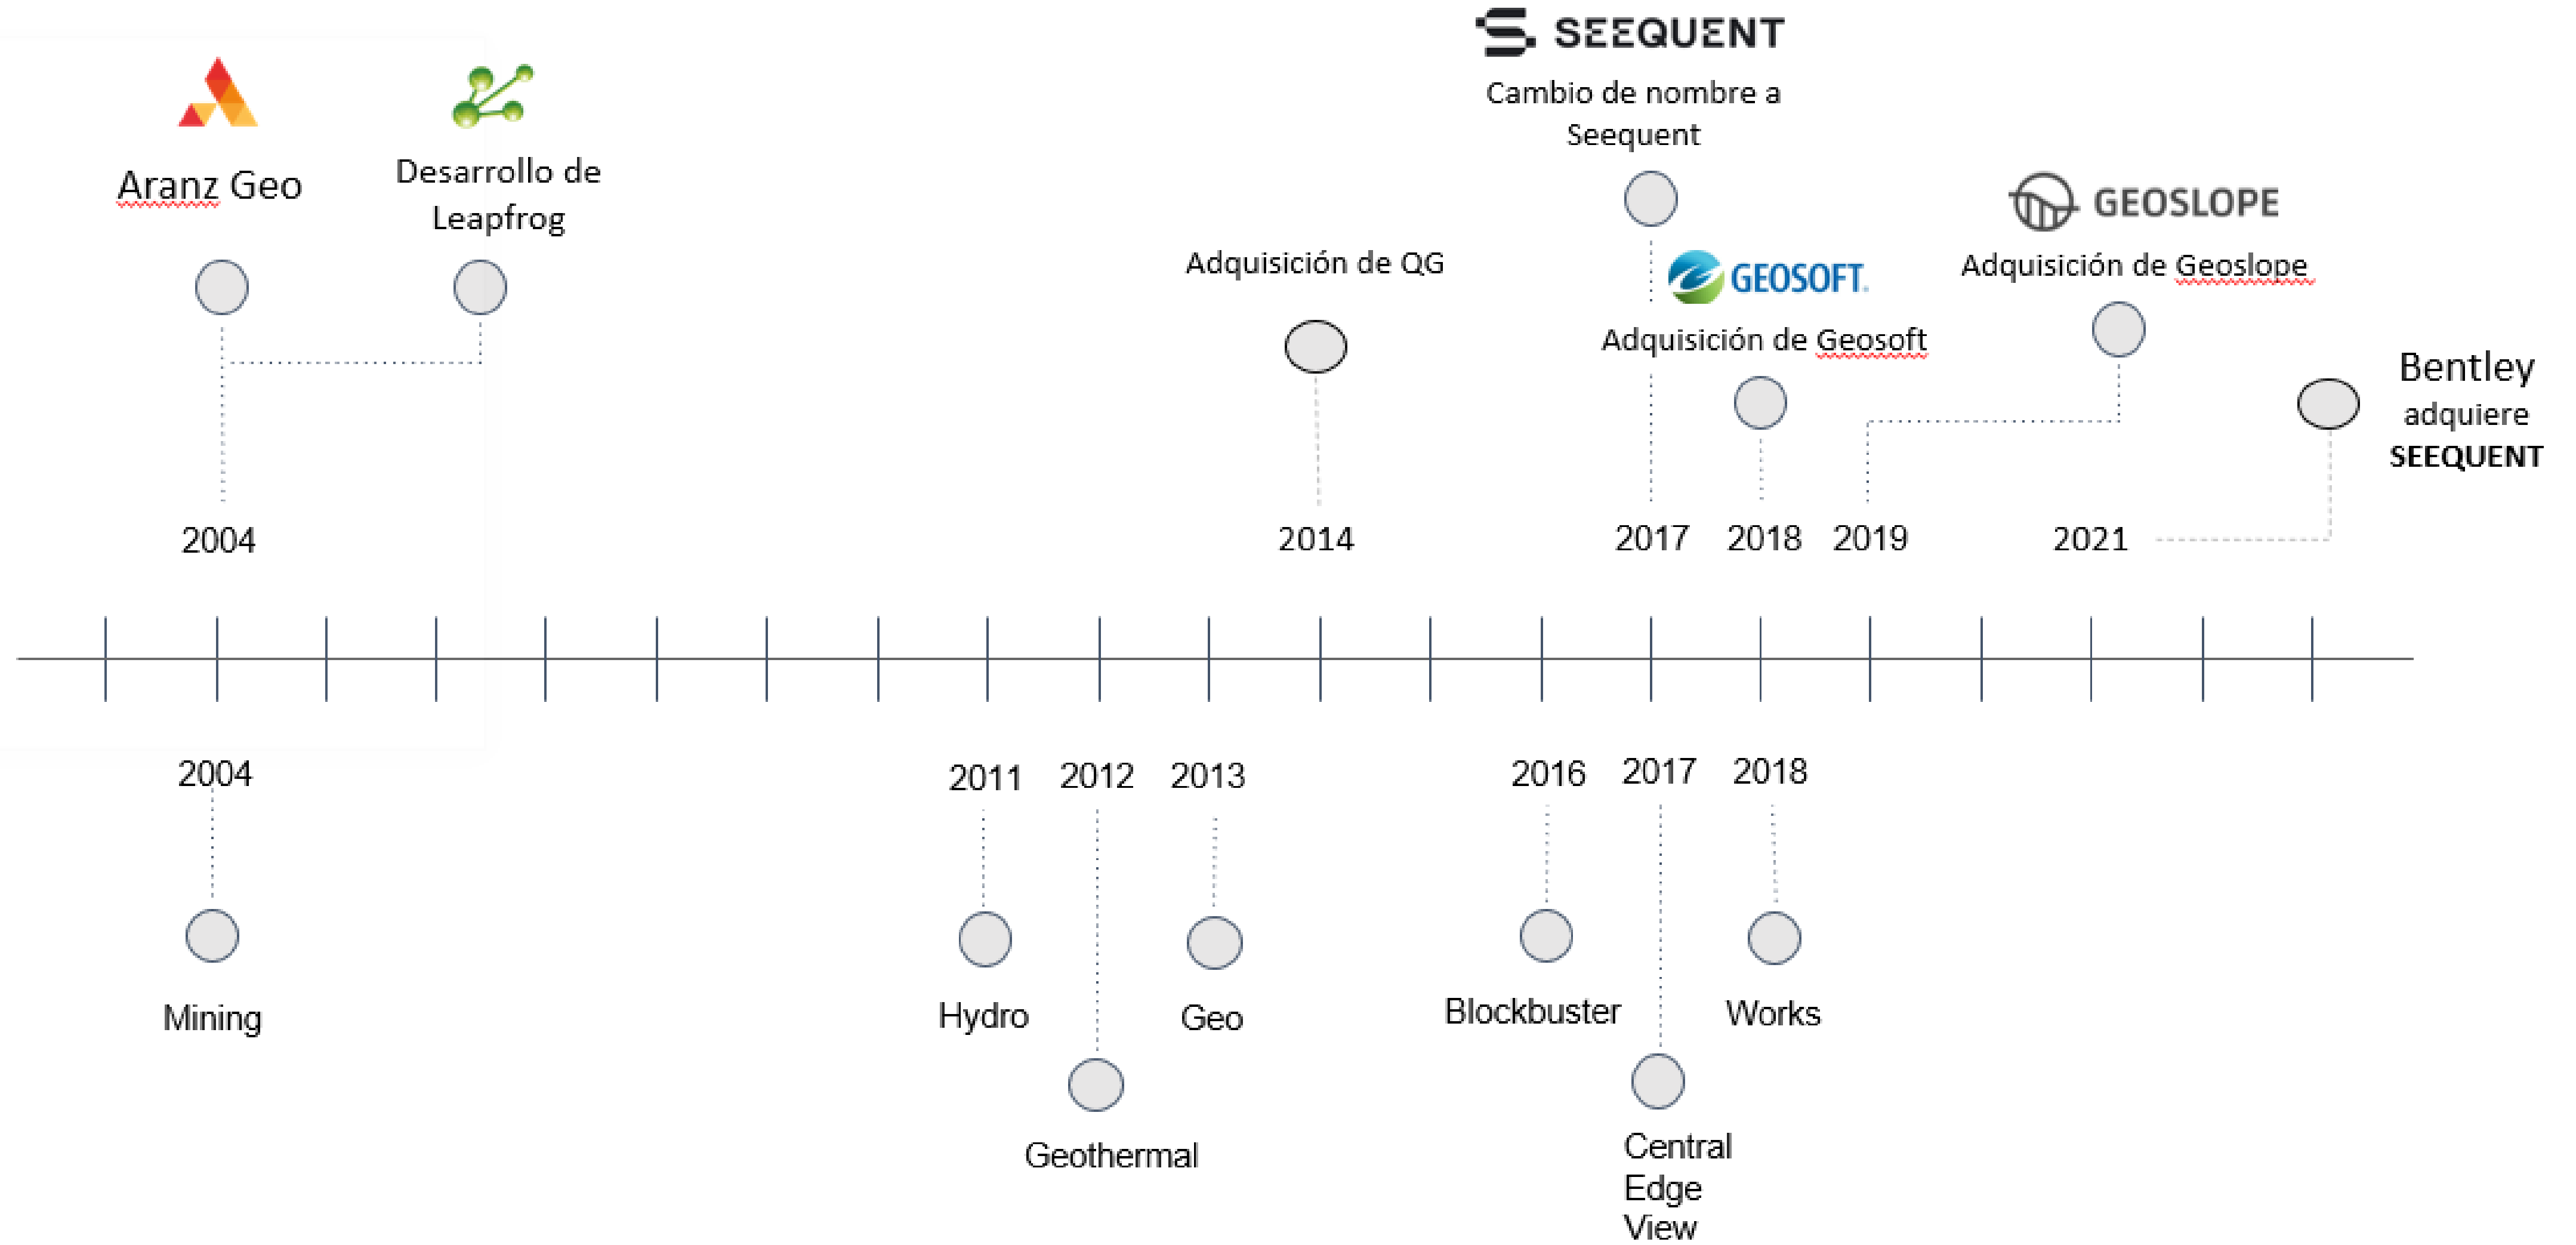 SEEQUENT
Cambio de nombre a
Seequent
Aranz Geo
Desarrollo de
Leapfrog
Adquisición de QG
GEOSOFT®
Adquisición de Geosoft
GEOSLOPE
Adquisición de Geoslope
Bentley
adquiere
SEEQUENT
2004
2014
2017
2018
2019
2021
2004
2011
2012
2013
2016
2017
2018
Mining
Hydro
Geothermal
Geo
Blockbuster
Central
Edge
View
Works